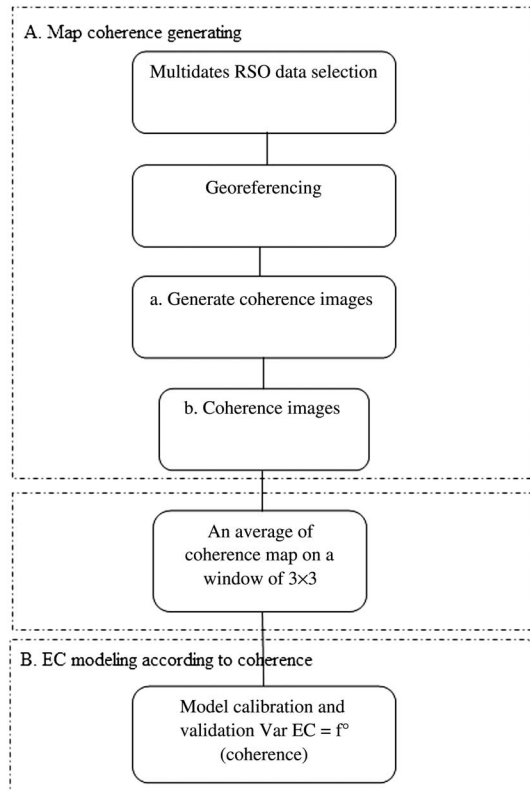 A. Map coherence generating
Multidates RSO data selection
Georeferencing
a. Generate coherence images
b. Coherence images
An average of
coherence map on a
window of 3×3
B. EC modeling according to coherence
Model calibration and
validation Var EC = f°
(coherence)